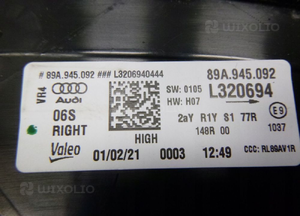 WIXOLIO
# 89A.945.092 ### L3206940444
89A.945.092
VR4
Audi
SW: 0105
HW: H07
L320694
06S
RIGHT
HIGH
2aY R1Y S1 77R
148R 00
E9
1037
Valeo
01/02/21 0003 12:49
CCC: RL89AV1R
WIXOLIO